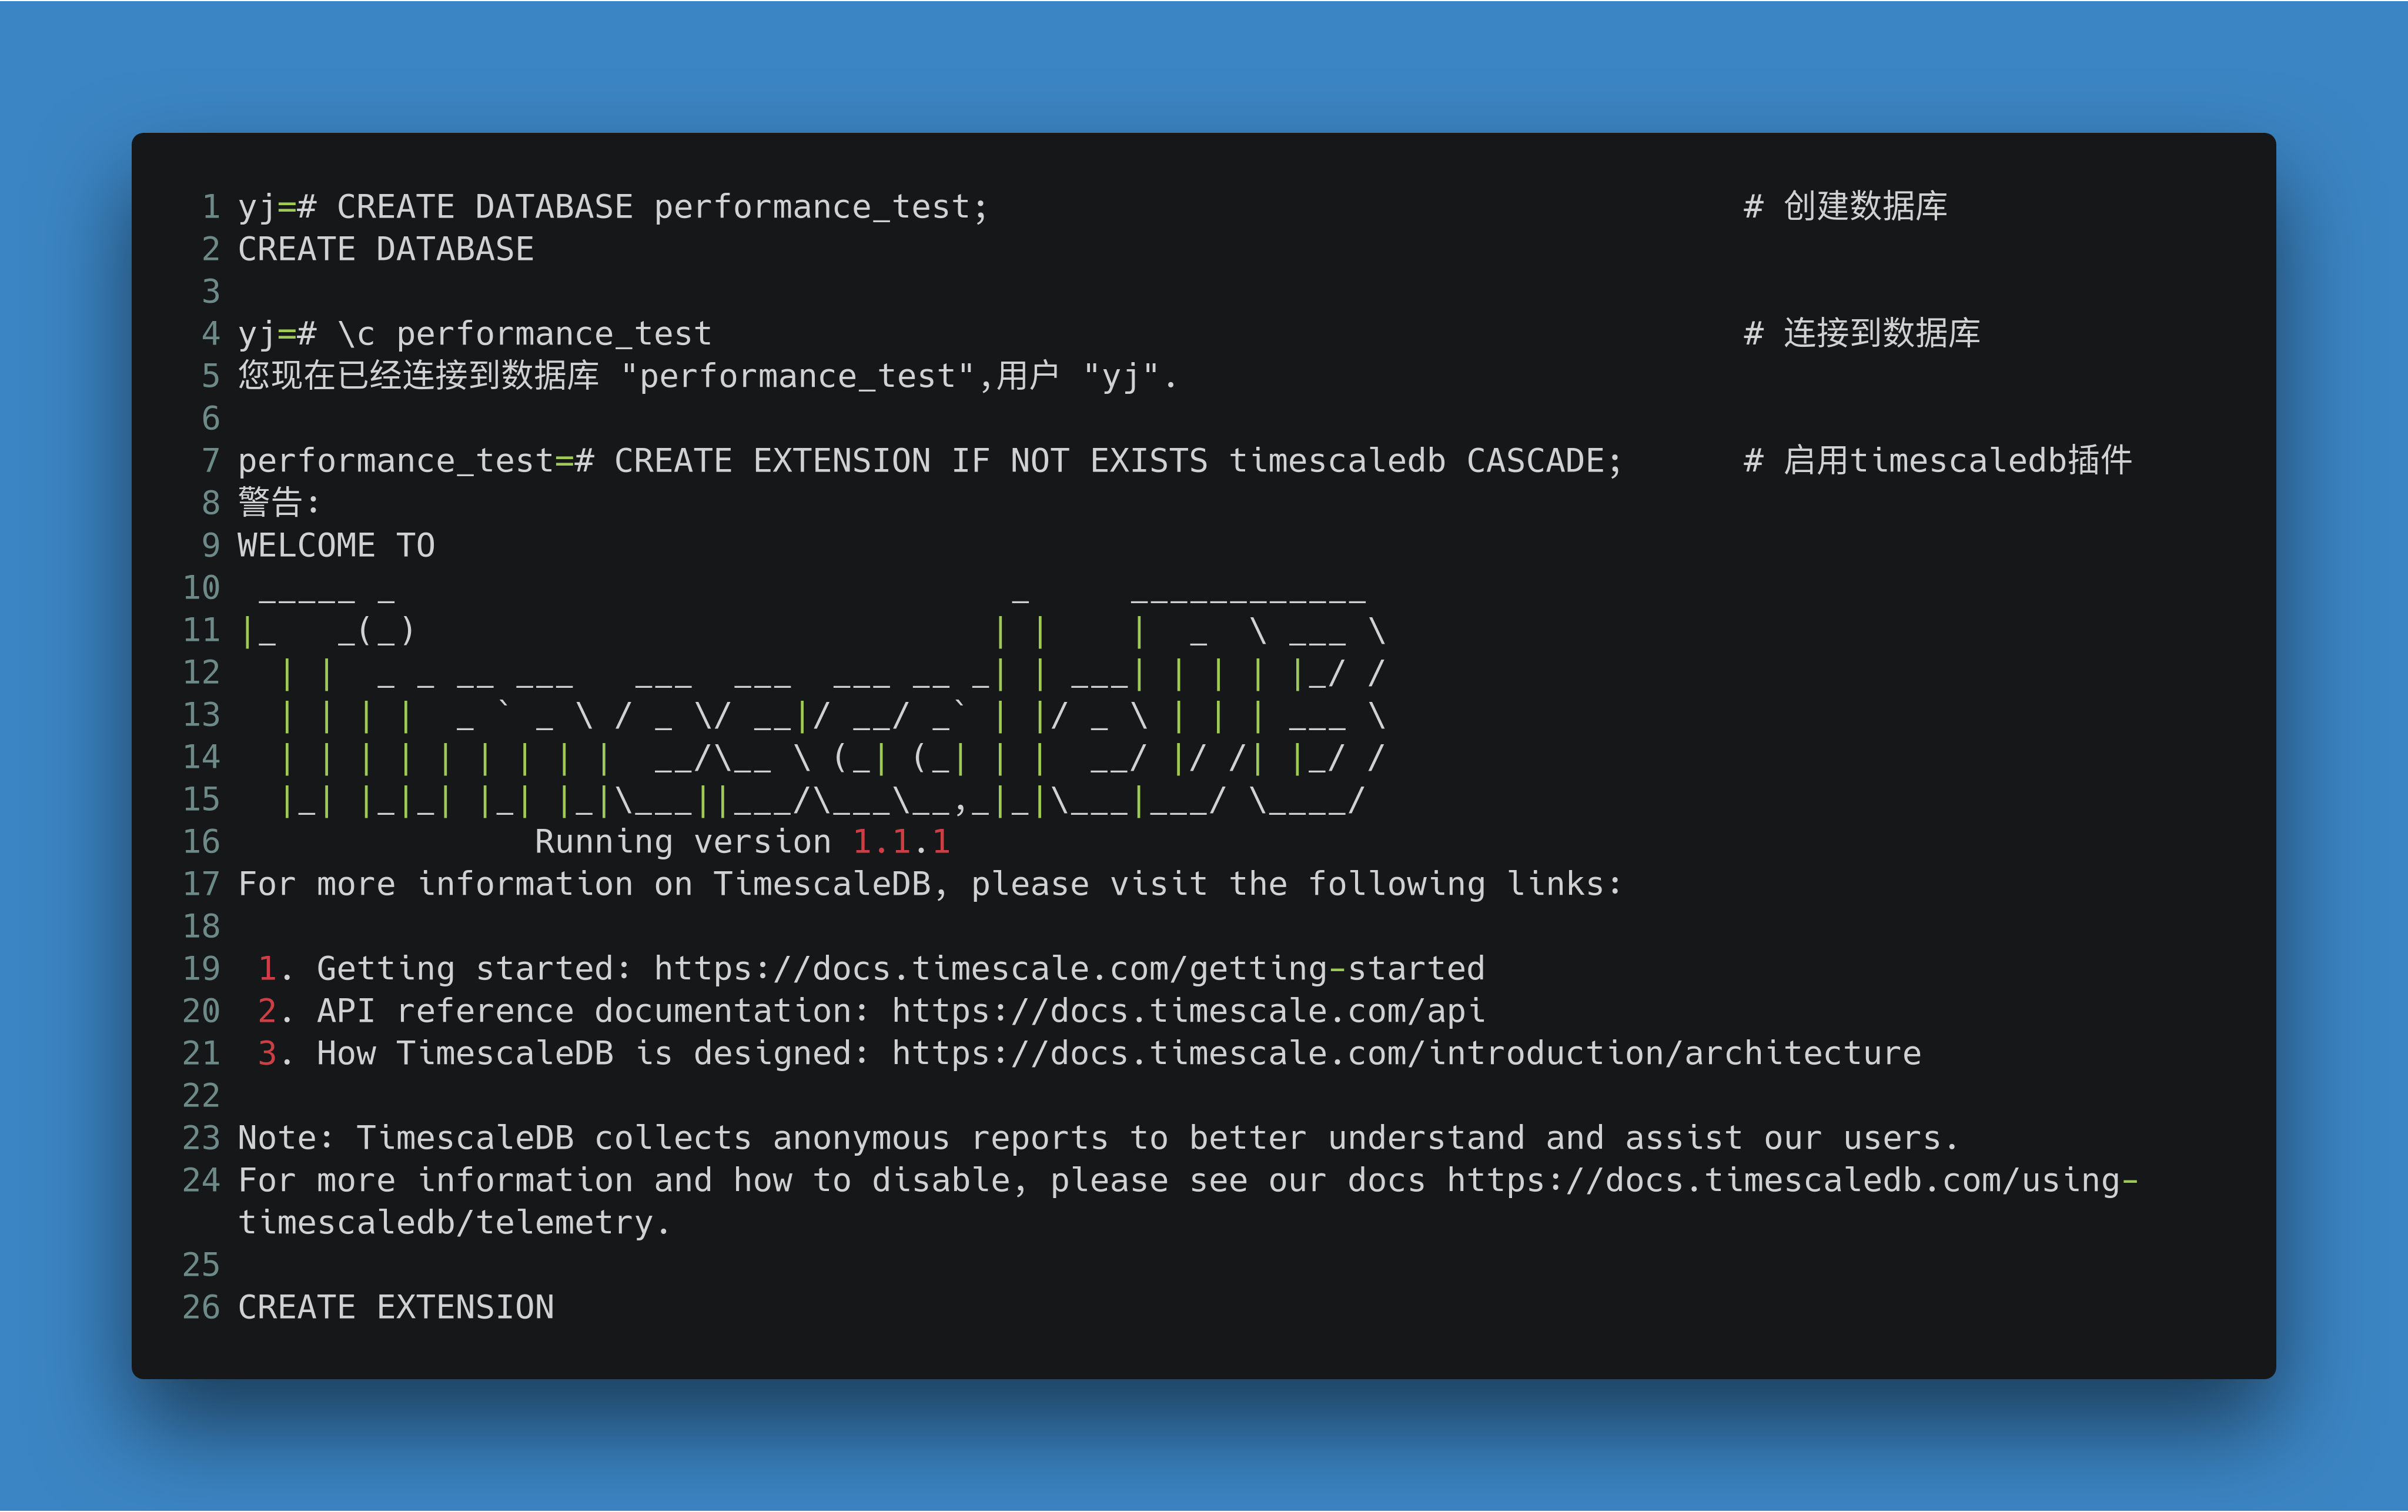 1 yj=# CREATE DATABASE performance_test;                                      # 创建数据库
2 CREATE DATABASE
3
4 yj=# \c performance_test                                                    # 连接到数据库
5 您现在已经连接到数据库 "performance_test",用户 "yj".
6
7 performance_test=# CREATE EXTENSION IF NOT EXISTS timescaledb CASCADE;      # 启用timescaledb插件
8 警告:
9 WELCOME TO
10  _____ _                               _     ____________
11 |_   _(_)                             | |    |  _  \ ___ \
12   | |  _ _ __ ___   ___  ___  ___ __ _| | ___| | | | |_/ /
13   | | | |  _ ` _ \ / _ \/ __|/ __/ _` | |/ _ \ | | | ___ \
14   | | | | | | | | |  __/\__ \ (_| (_| | |  __/ |/ /| |_/ /
15   |_| |_|_| |_| |_|\___||___/\___\__,_|_|\___|___/ \____/
16                Running version 1.1.1
17 For more information on TimescaleDB, please visit the following links:
18
19  1. Getting started: https://docs.timescale.com/getting-started
20  2. API reference documentation: https://docs.timescale.com/api
21  3. How TimescaleDB is designed: https://docs.timescale.com/introduction/architecture
22
23 Note: TimescaleDB collects anonymous reports to better understand and assist our users.
24 For more information and how to disable, please see our docs https://docs.timescaledb.com/using-
timescaledb/telemetry.
25
26 CREATE EXTENSION